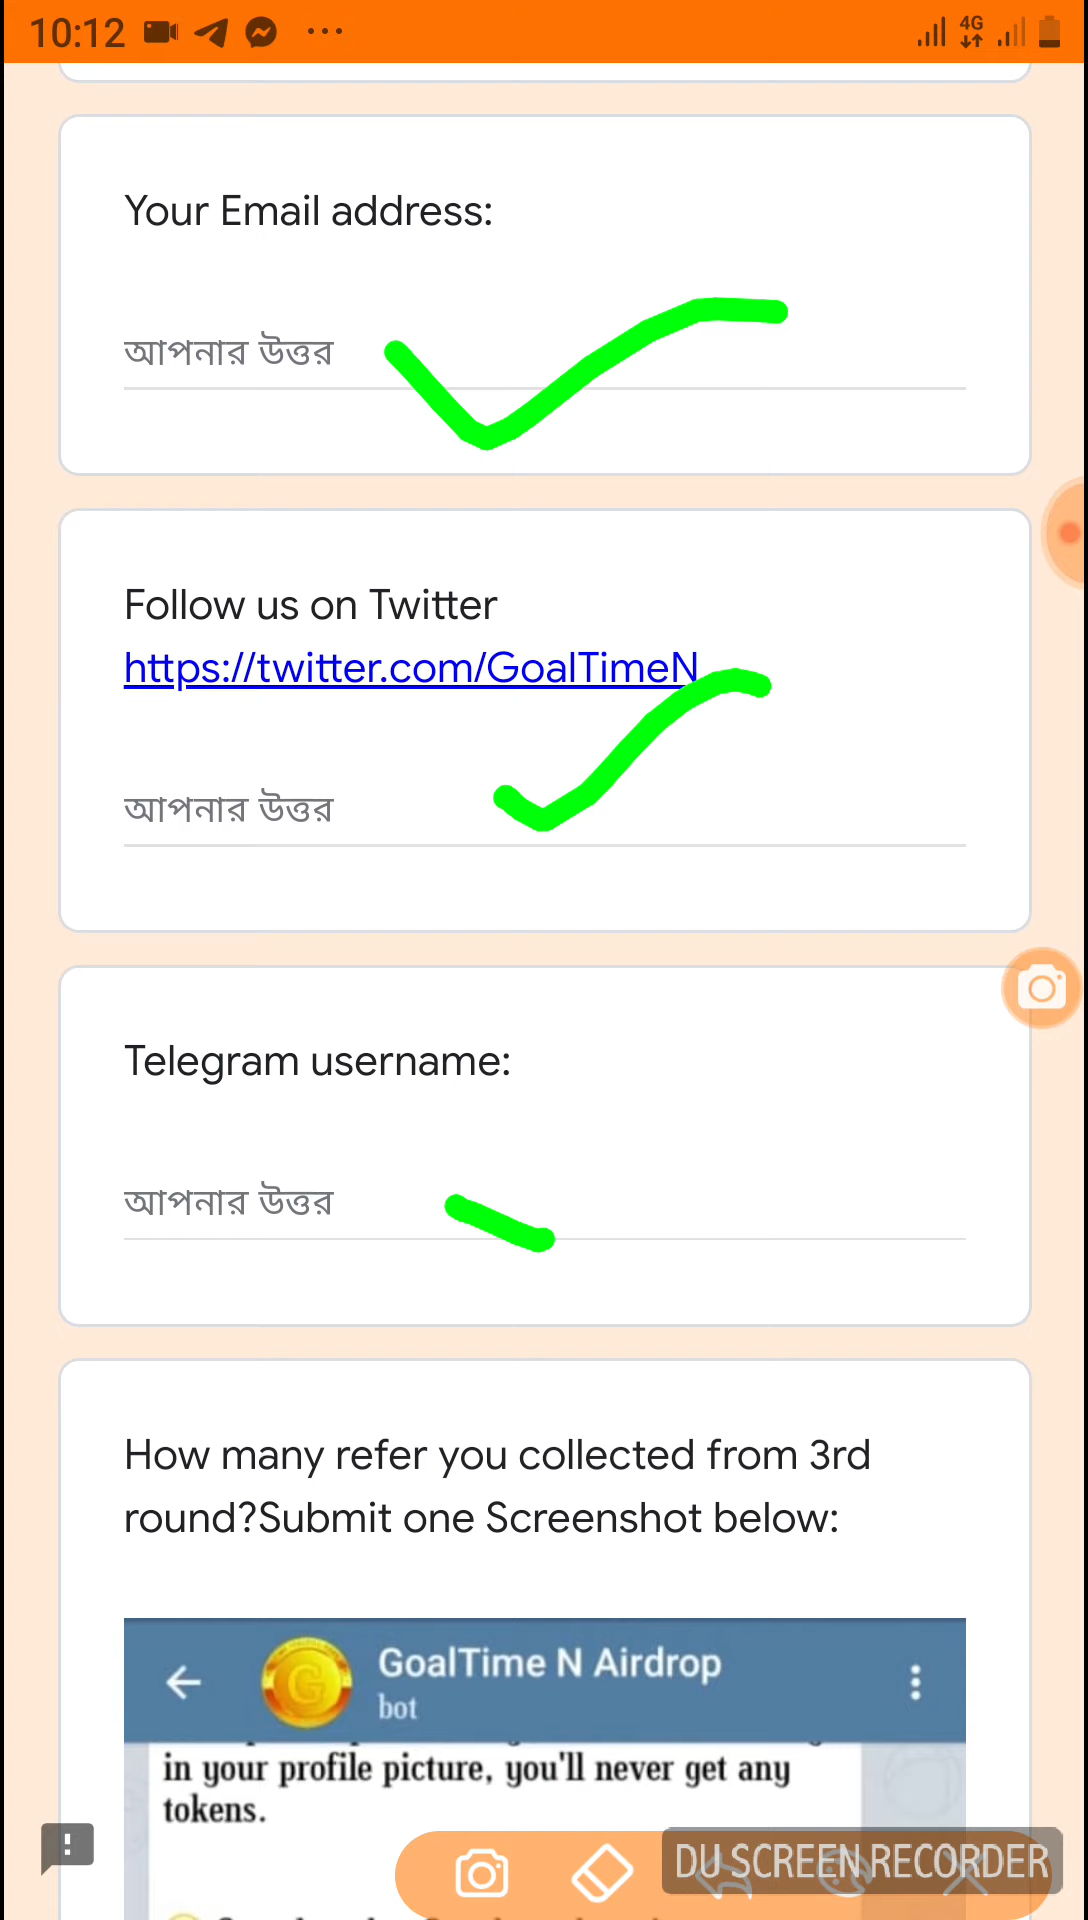 10:12
4G
Your Email address:
আপনার উত্তর
Follow us on Twitter
https://twitter.com/GoalTimeN
আপনার উত্তর
Telegram username:
আপনার উত্তর
How many refer you collected from 3rd
round?Submit one Screenshot below:
GoalTime N Airdrop
bot
in your profile picture, you'll never get any
tokens.
DU SCREEN RECORDER